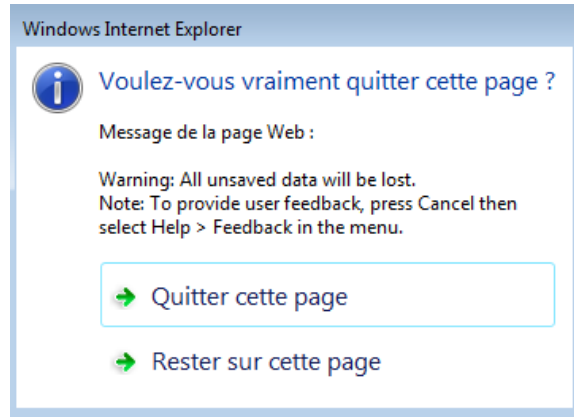 Windows Internet Explorer
Voulez-vous vraiment quitter cette page ?
Message de la page Web :
Warning: All unsaved data will be lost.
Note: To provide user feedback, press Cancel then
select Help > Feedback in the menu.
Quitter cette page
Rester sur cette page